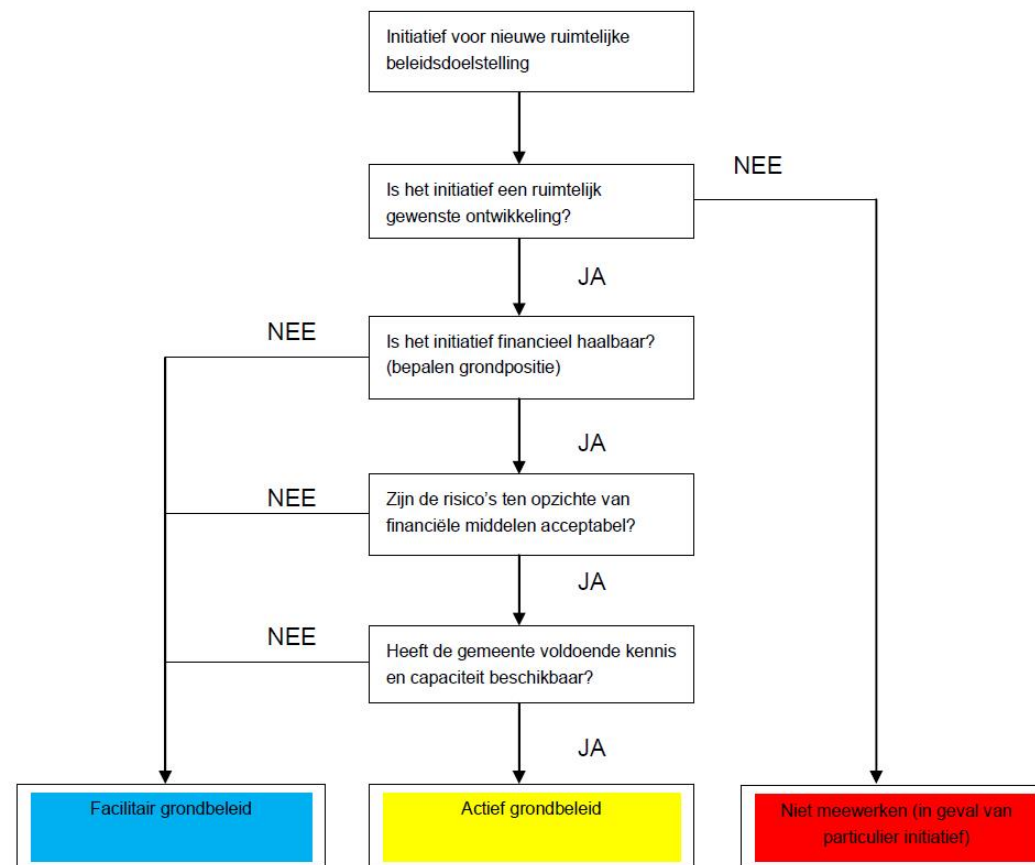 Initiatief voor nieuwe ruimtelijke
beleidsdoelstelling
NEE
Is het initiatief een ruimtelijk
gewenste ontwikkeling?
JA
NEE
Is het initiatief financieel haalbaar?
(bepalen grondpositie)
JA
NEE
Zijn de risico's ten opzichte van
financiële middelen acceptabel?
JA
NEE
Heeft de gemeente voldoende kennis
en capaciteit beschikbaar?
JA
Facilitair grondbeleid
Actief grondbeleid
Niet meewerken (in geval van
particulier initiatief)